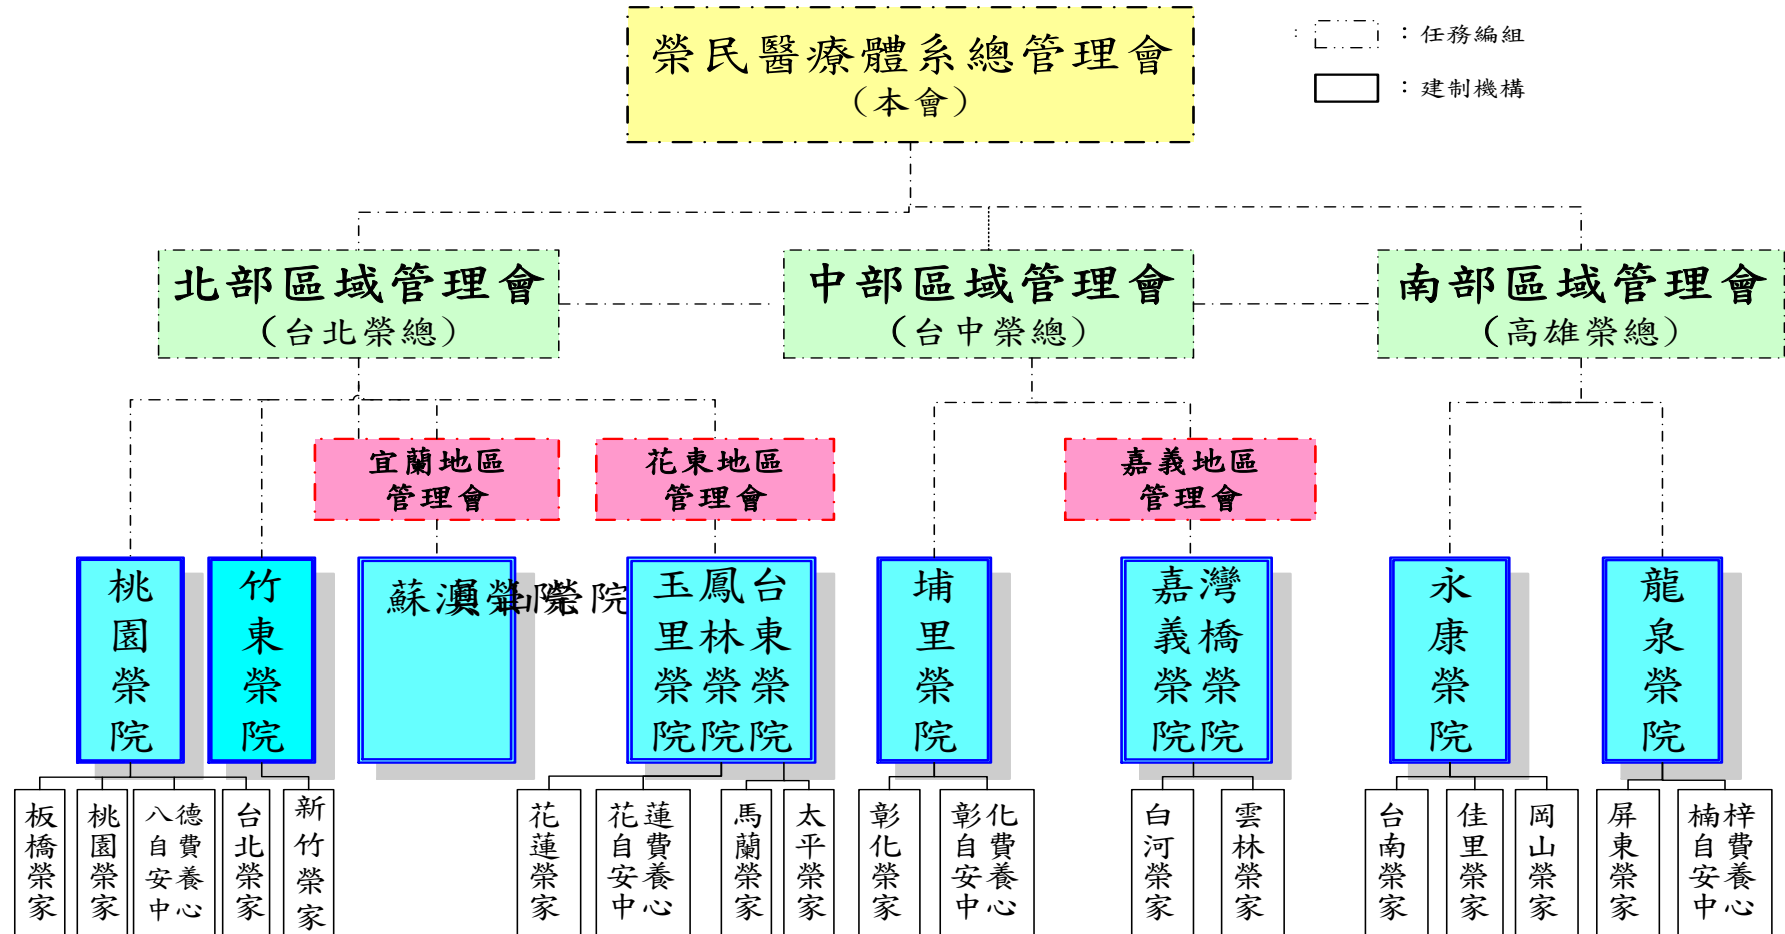 榮民醫療體系總管理會
（本會）
：任務編組
：建制機構
北部區域管理會
（台北榮總）
中部區域管理會
（台中榮總）
南部區域管理會
（高雄榮總）
宜蘭地區
管理會
花東地區
管理會
嘉義地區
管理會
桃園榮院
竹東榮院
蘇澳榮院
員山榮院
玉里榮院
鳳林榮院
台東榮院
埔里榮院
嘉義榮院
灣橋榮院
永康榮院
龍泉榮院
板橋榮家
桃園榮家
八德
自費
安養
中心
台北榮家
新竹榮家
花蓮榮家
花蓮
自費
安養
中心
馬蘭榮家
太平榮家
彰化榮家
彰化
自費
安養
中心
白河榮家
雲林榮家
台南榮家
佳里榮家
岡山榮家
屏東榮家
楠梓
自費
安養
中心